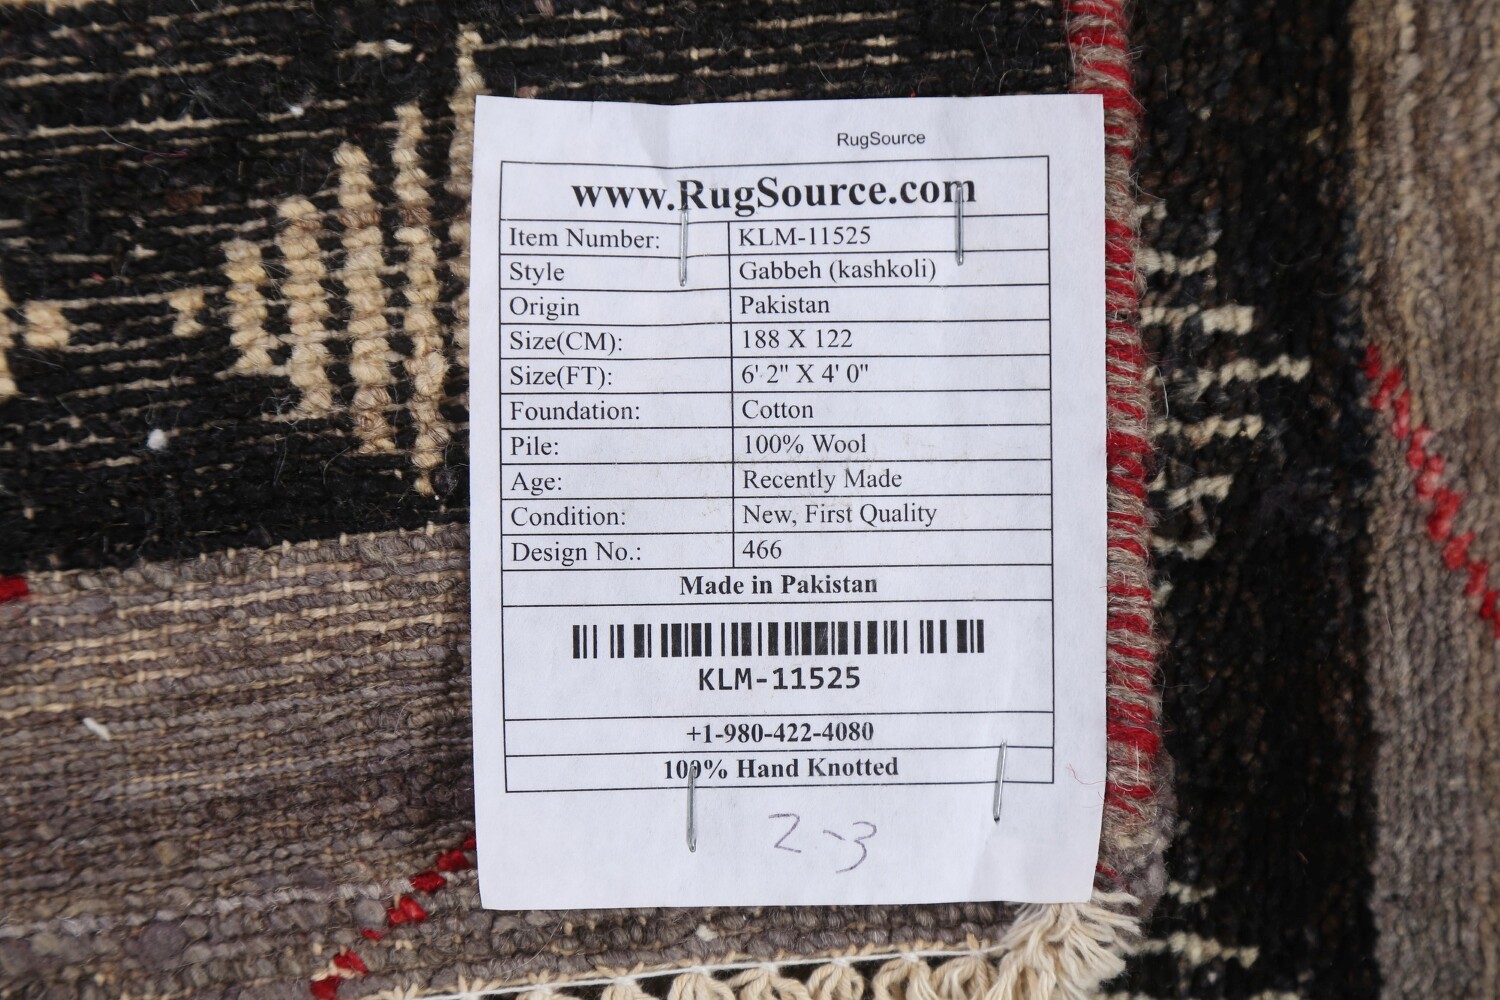 RugSource
www.RugSource.com
Item Number: KLM-11525
Style Gabbeh (kashkoli)
Origin Pakistan
Size(CM): 188 X 122
Size(FT): 6' 2" X 4' 0"
Foundation: Cotton
Pile: 100% Wool
Age: Recently Made
Condition: New, First Quality
Design No.: 466
Made in Pakistan
KLM-11525
+1-980-422-4080
100% Hand Knotted
2-3